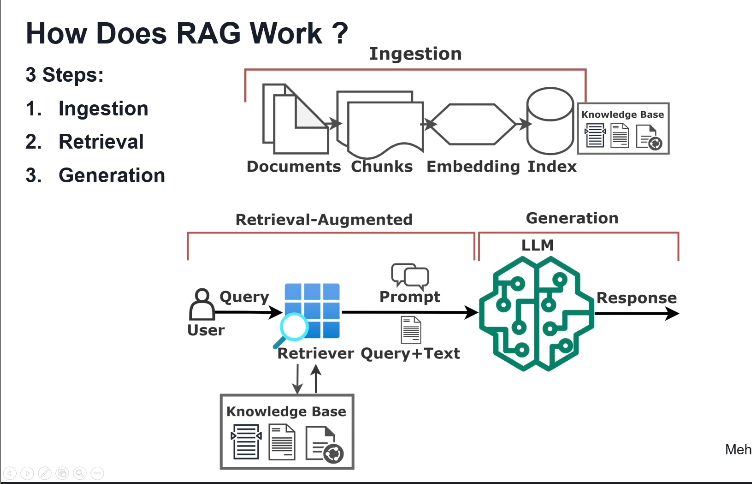 How Does RAG Work ?
3 Steps:
1. Ingestion
2. Retrieval
3. Generation
Ingestion
Documents Chunks Embedding Index
Knowledge Base
Retrieval-Augmented
Generation
LLM
User
Query
Retriever
Prompt
Query+Text
Response
Knowledge Base
Meh